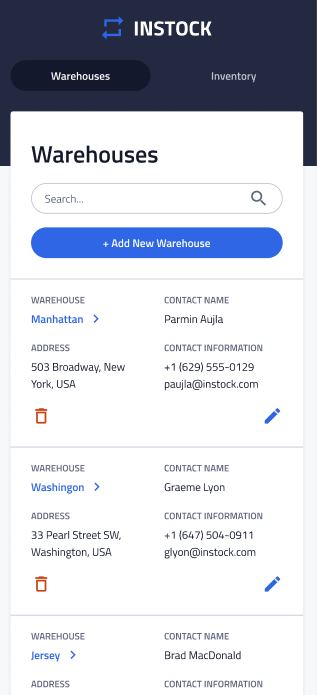 INSTOCK
Warehouses Inventory
Warehouses
Search...
+ Add New Warehouse
WAREHOUSE CONTACT NAME
Manhattan Parmin Aujla
ADDRESS CONTACT INFORMATION
503 Broadway, New +1 (629) 555-0129
York, USA paujla@instock.com
WAREHOUSE CONTACT NAME
Washingon Graeme Lyon
ADDRESS CONTACT INFORMATION
33 Pearl Street SW, +1 (647) 504-0911
Washington, USA glyon@instock.com
WAREHOUSE CONTACT NAME
Jersey Brad MacDonald
ADDRESS CONTACT INFORMATION